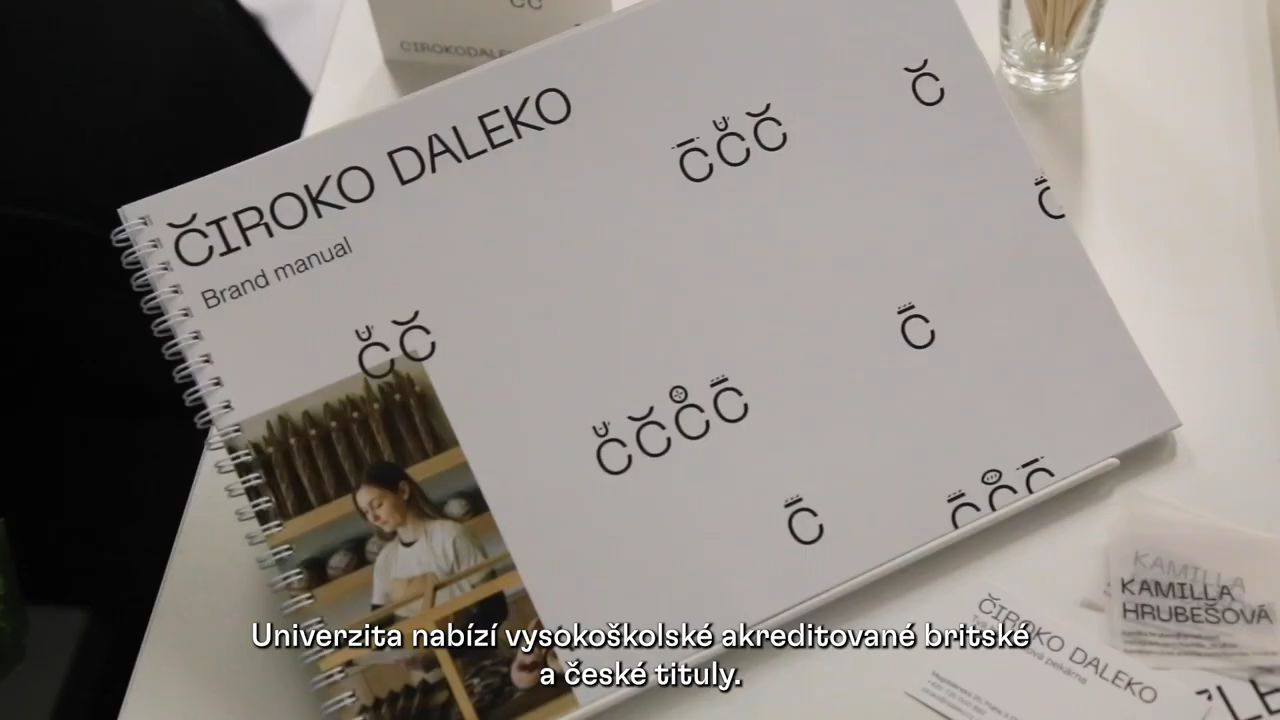 ČIROKO DALEKO
Brand manual
KAMILLA
KAMILLA
HRUBEŠOVÁ
ČIROKO DALEKO
Univerzita nabízí vysokoškolské akreditované britské
a české tituly.